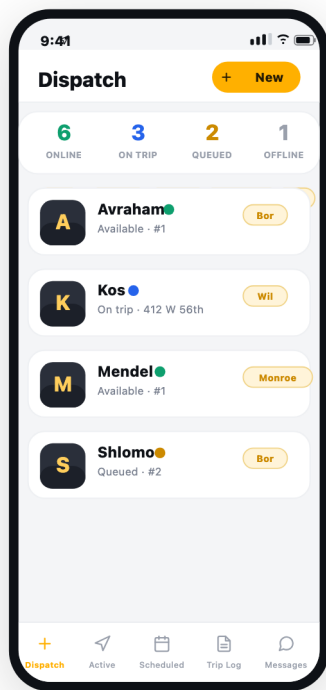 9:41
Dispatch
+ New
6 3 2 1
ONLINE ON TRIP QUEUED OFFLINE
A
Avraham
Bor
Available · #1
K
Kos
Wil
On trip · 412 W 56th
M
Mendel
Monroe
Available · #1
S
Shlomo
Bor
Queued · #2
Dispatch Active Scheduled Trip Log Messages